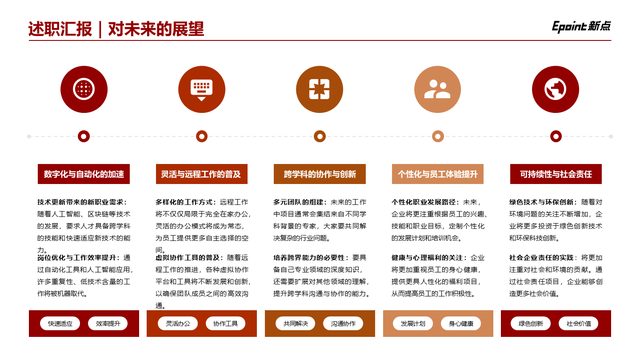 述职汇报｜对未来的展望
Epoint新点
数字化与自动化的加速
技术更新带来的新职业需求：
随着人工智能、区块链等技术
的发展，要求人才具备跨学科
的技能和快速适应新技术的能
力。
岗位优化与工作效率提升：通
过自动化工具和人工智能应用，
许多重复性、低技术含量的工
作将被机器取代。
快速适应 效率提升
灵活与远程工作的普及
多样化的工作方式：远程工作
将不仅仅局限于完全在家办公，
灵活的办公模式将成为常态，
为员工提供更多自主选择的空
间。
虚拟协作工具的普及：随着远
程工作的推进，各种虚拟协作
平台和工具将不断发展和创新，
以确保团队成员之间的高效沟
通。
灵活办公 协作工具
跨学科的协作与创新
多元团队的组建：未来的工作
中项目通常会集结来自不同学
科背景的专家，大家要共同解
决复杂的行业问题。
培养跨学能力的必要性：要具
备自己专业领域的深度知识，
还需要扩展对其他领域的理解，
提升跨学科沟通与协作的能力。
共同解决 沟通协作
个性化与员工体验提升
个性化职业发展路径：未来，
企业将更注重根据员工的兴趣、
技能和职业目标，定制个性化
的发展计划和培训机会。
健康与心理福利的关注：企业
将更加重视员工的身心健康，
提供更具人性化的福利项目，
从而提高员工的工作积极性。
发展计划 身心健康
可持续性与社会责任
绿色技术与环保创新：随着对
环境问题的关注不断增加，企
业将更多投资于绿色创新技术
和环保科技创新。
社会企业责任的实践：将更加
注重对社会和环境的贡献。通
过社会责任项目，企业能够创
造更多社会价值。
绿色创新 社会价值